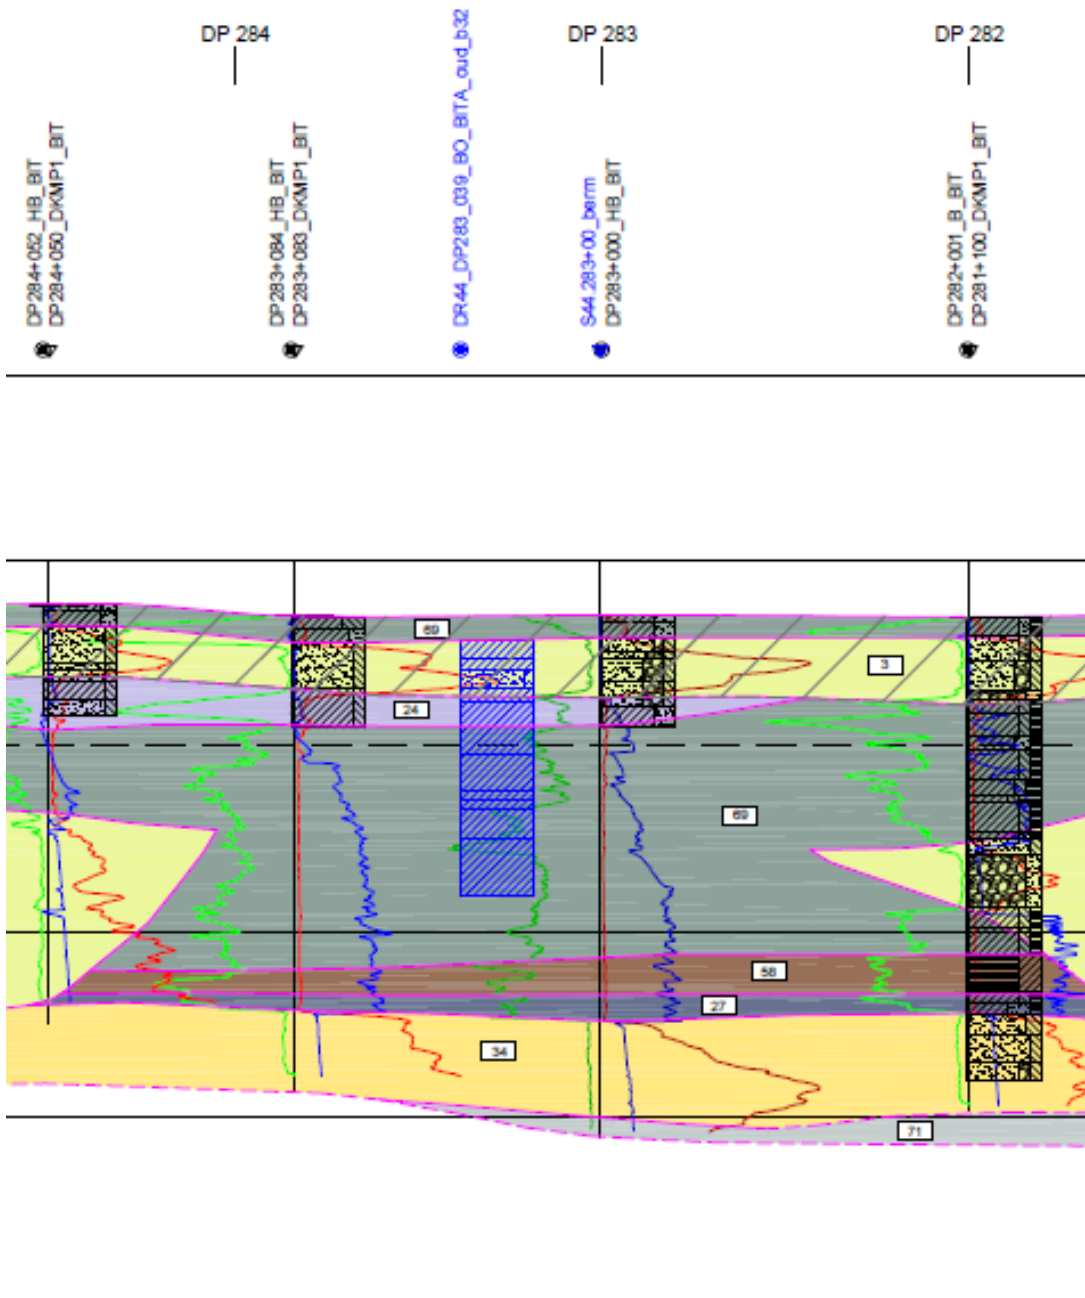 DP 284
DP 283
DP 282
DP284+052_HB_BIT
DP284+050_DKMP1_BIT
DP283+084_HB_BIT
DP283+083_DKMP1_BIT
DR44_DP283_039_BO_BITA_oud_b32
S44.283+00_berm
DP283+000_HB_BIT
DP282+001_B_BIT
DP281+100_DKMP1_BIT
69
3
24
69
58
27
34
71